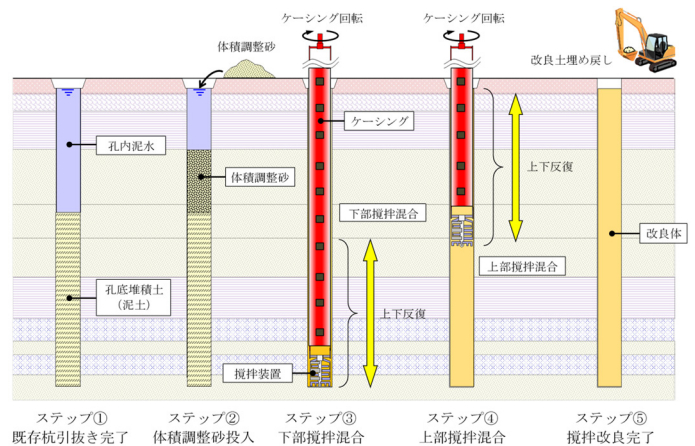 ケーシング回転
ケーシング回転
体積調整砂
改良土埋め戻し
ケーシング
孔内泥水
上下反復
体積調整砂
下部攪拌混合
改良体
上部攪拌混合
孔底堆積土
（泥土）
上下反復
攪拌装置
ステップ①
既存杭引抜き完了
ステップ②
体積調整砂投入
ステップ③
下部攪拌混合
ステップ④
上部攪拌混合
ステップ⑤
攪拌改良完了